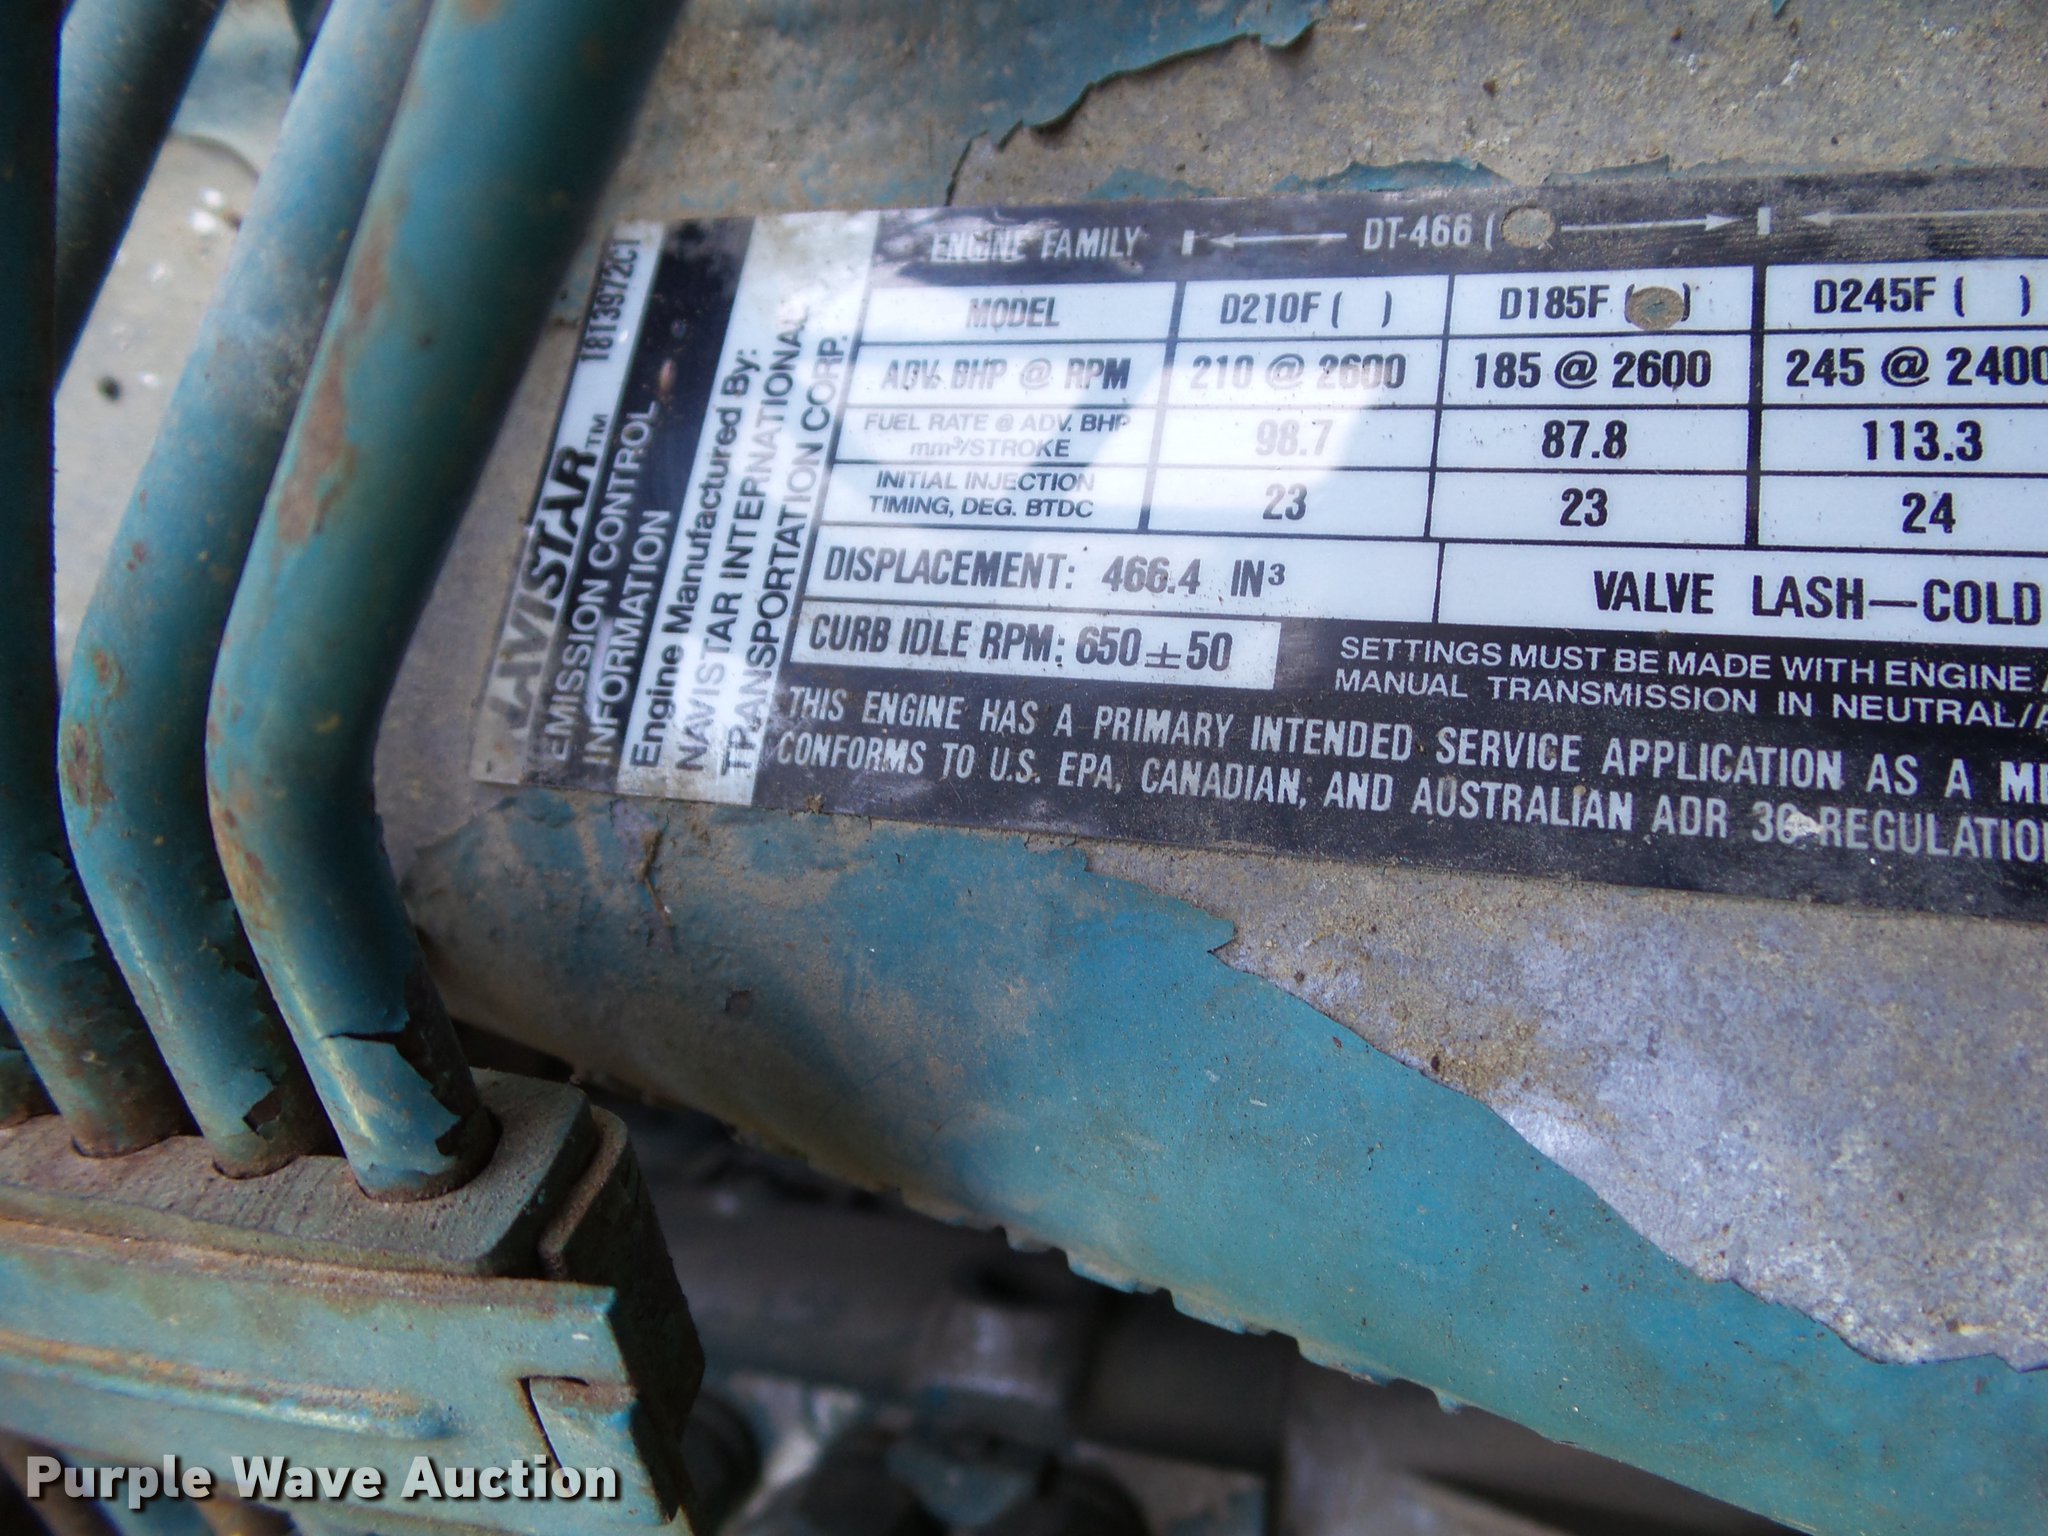 1813972C1
NAVISTAR™
EMISSION CONTROL
INFORMATION
Engine Manufactured By:
NAVISTAR INTERNATIONAL
TRANSPORTATION CORP.
ENGINE FAMILY DT-466 (
MODEL D210F ( ) D185F ( ) D245F ( )
ADV. BHP @ RPM 210 @ 2600 185 @ 2600 245 @ 2400
FUEL RATE @ ADV. BHP
mm³/STROKE 98.7 87.8 113.3
INITIAL INJECTION
TIMING, DEG. BTDC 23 23 24
DISPLACEMENT: 466.4 IN³ VALVE LASH—COLD
CURB IDLE RPM: 650 ± 50
SETTINGS MUST BE MADE WITH ENGINE
MANUAL TRANSMISSION IN NEUTRAL/
THIS ENGINE HAS A PRIMARY INTENDED SERVICE APPLICATION AS A
CONFORMS TO U.S. EPA, CANADIAN, AND AUSTRALIAN ADR 36 REGULATION
Purple Wave Auction